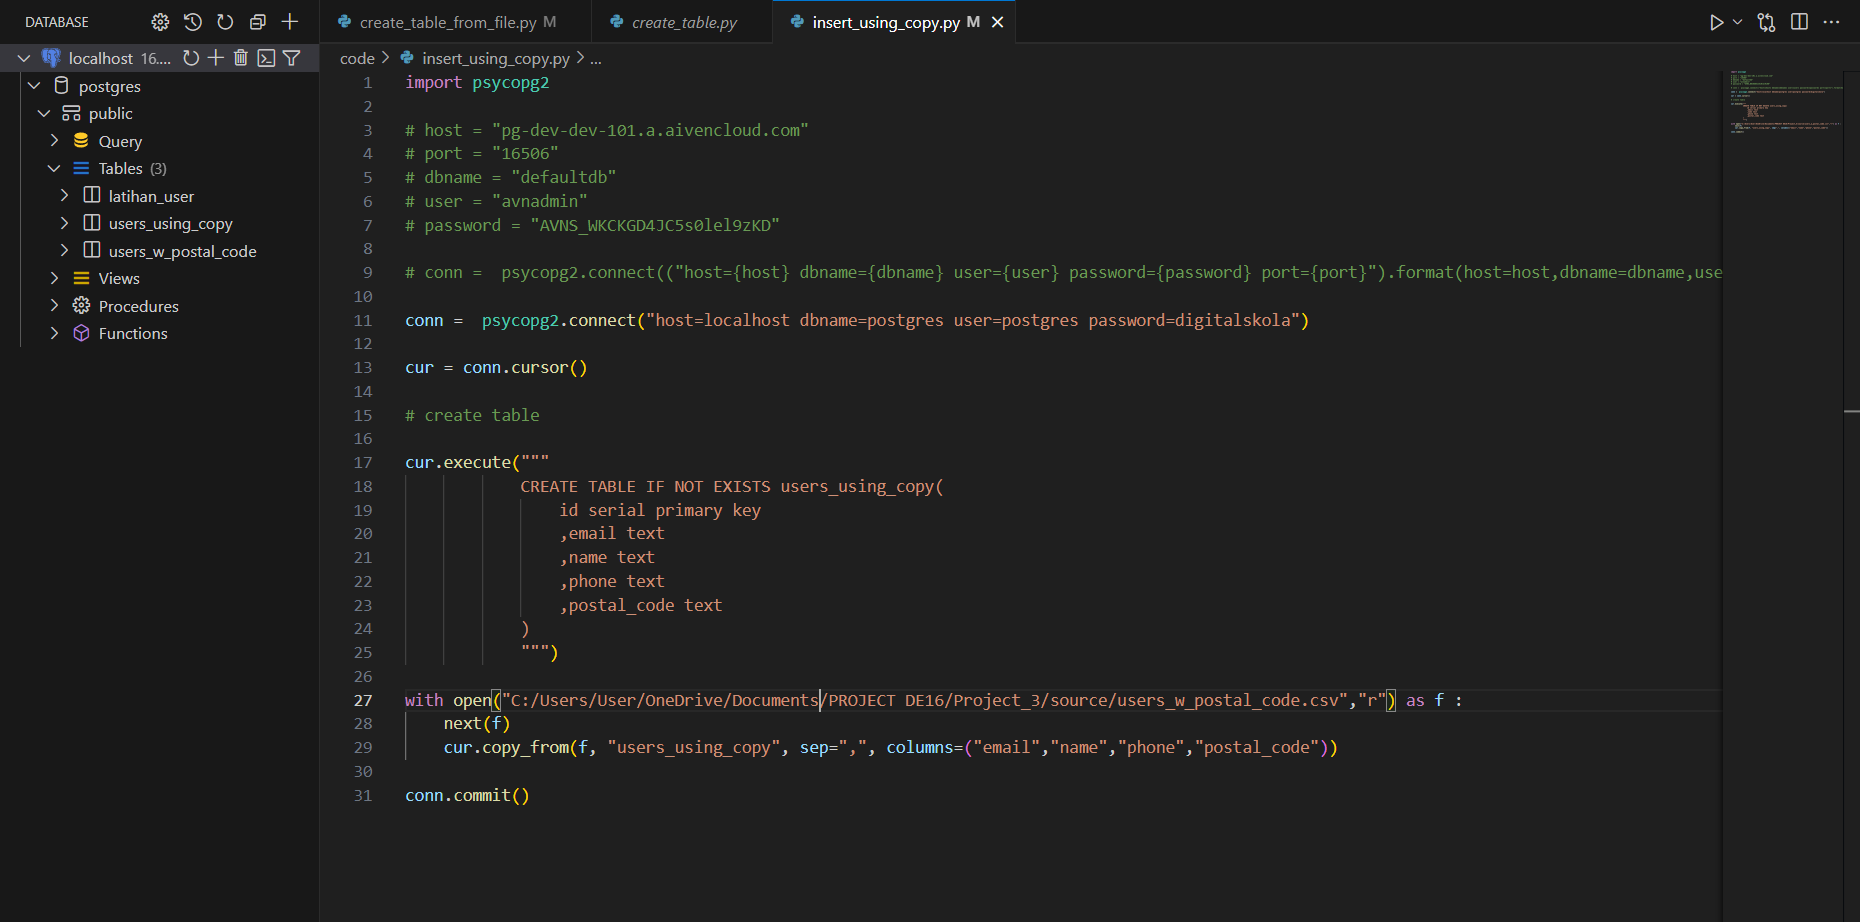 DATABASE
localhost 16....
postgres
public
Query
Tables (3)
latihan_user
users_using_copy
users_w_postal_code
Views
Procedures
Functions
create_table_from_file.py M
create_table.py
insert_using_copy.py M
code > insert_using_copy.py > ...
1 import psycopg2
2
3 # host = "pg-dev-dev-101.a.aivencloud.com"
4 # port = "16506"
5 # dbname = "defaultdb"
6 # user = "avnadmin"
7 # password = "AVNS_WKCKGD4JC5s0lel9zKD"
8
9 # conn =  psycopg2.connect(("host={host} dbname={dbname} user={user} password={password} port={port}").format(host=host,dbname=dbname,use
10
11 conn =  psycopg2.connect("host=localhost dbname=postgres user=postgres password=digitalskola")
12
13 cur = conn.cursor()
14
15 # create table
16
17 cur.execute("""
18 CREATE TABLE IF NOT EXISTS users_using_copy(
19 id serial primary key
20 ,email text
21 ,name text
22 ,phone text
23 ,postal_code text
24 )
25 """)
26
27 with open("C:/Users/User/OneDrive/Documents/PROJECT DE16/Project_3/source/users_w_postal_code.csv","r") as f :
28 next(f)
29 cur.copy_from(f, "users_using_copy", sep=",", columns=("email","name","phone","postal_code"))
30
31 conn.commit()